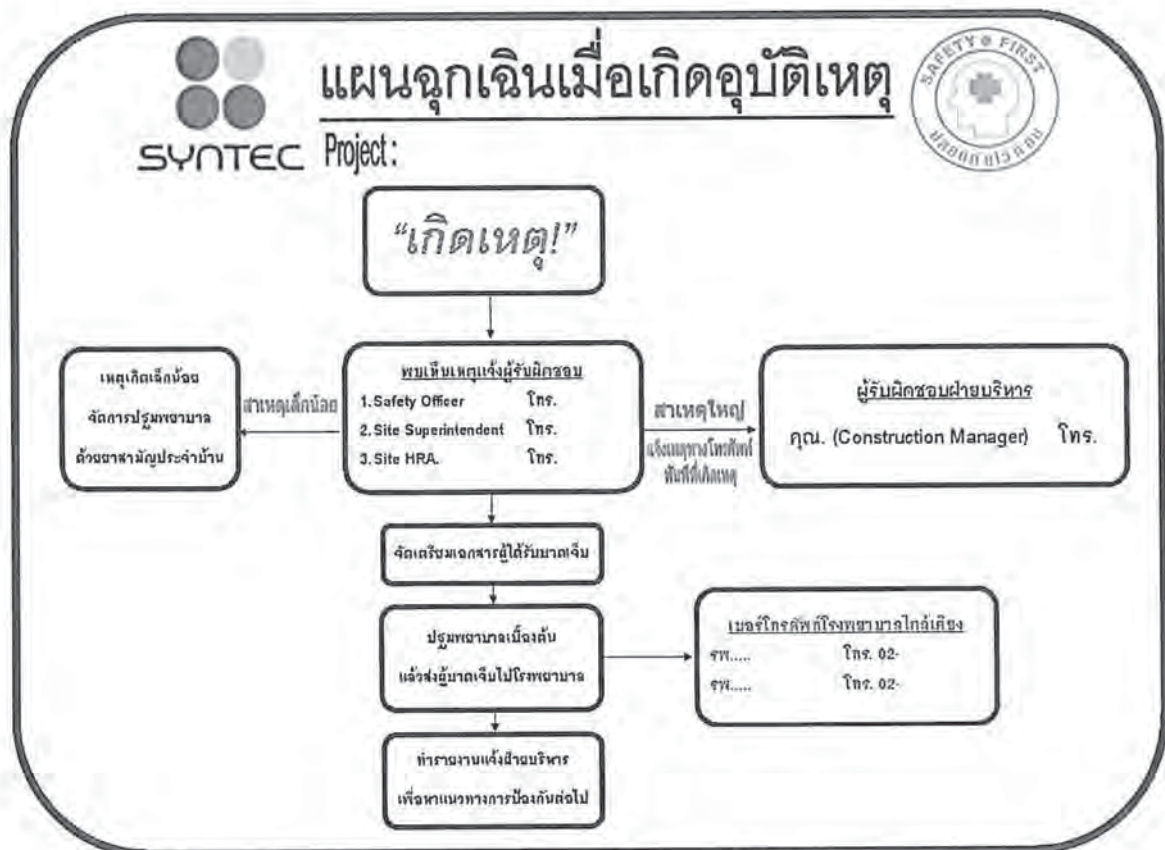 แผนฉุกเฉินเมื่อเกิดอุบัติเหตุ
SYNTEC
Project :
SAFETY @ FIRST
ปลอดภัยไว้ก่อน
“เกิดเหตุ!”
พบเห็นเหตุแจ้งผู้รับผิดชอบ
1.Safety Officer โทร.
2.Site Superintendent โทร.
3.Site HRA. โทร.
สาเหตุเล็กน้อย
เหตุเกิดเล็กน้อย
จัดการปฐมพยาบาล
ด้วยยาสามัญประจำบ้าน
สาเหตุใหญ่
แจ้งเหตุทางโทรศัพท์
ทันทีที่เกิดเหตุ
ผู้รับผิดชอบฝ่ายบริหาร
คุณ. (Construction Manager) โทร.
จัดเตรียมเอกสารผู้ได้รับบาดเจ็บ
ปฐมพยาบาลเบื้องต้น
แล้วส่งผู้บาดเจ็บไปโรงพยาบาล
เบอร์โทรศัพท์โรงพยาบาลใกล้เคียง
รพ..... โทร. 02-
รพ..... โทร. 02-
ทำรายงานแจ้งฝ่ายบริหาร
เพื่อหาแนวทางการป้องกันต่อไป